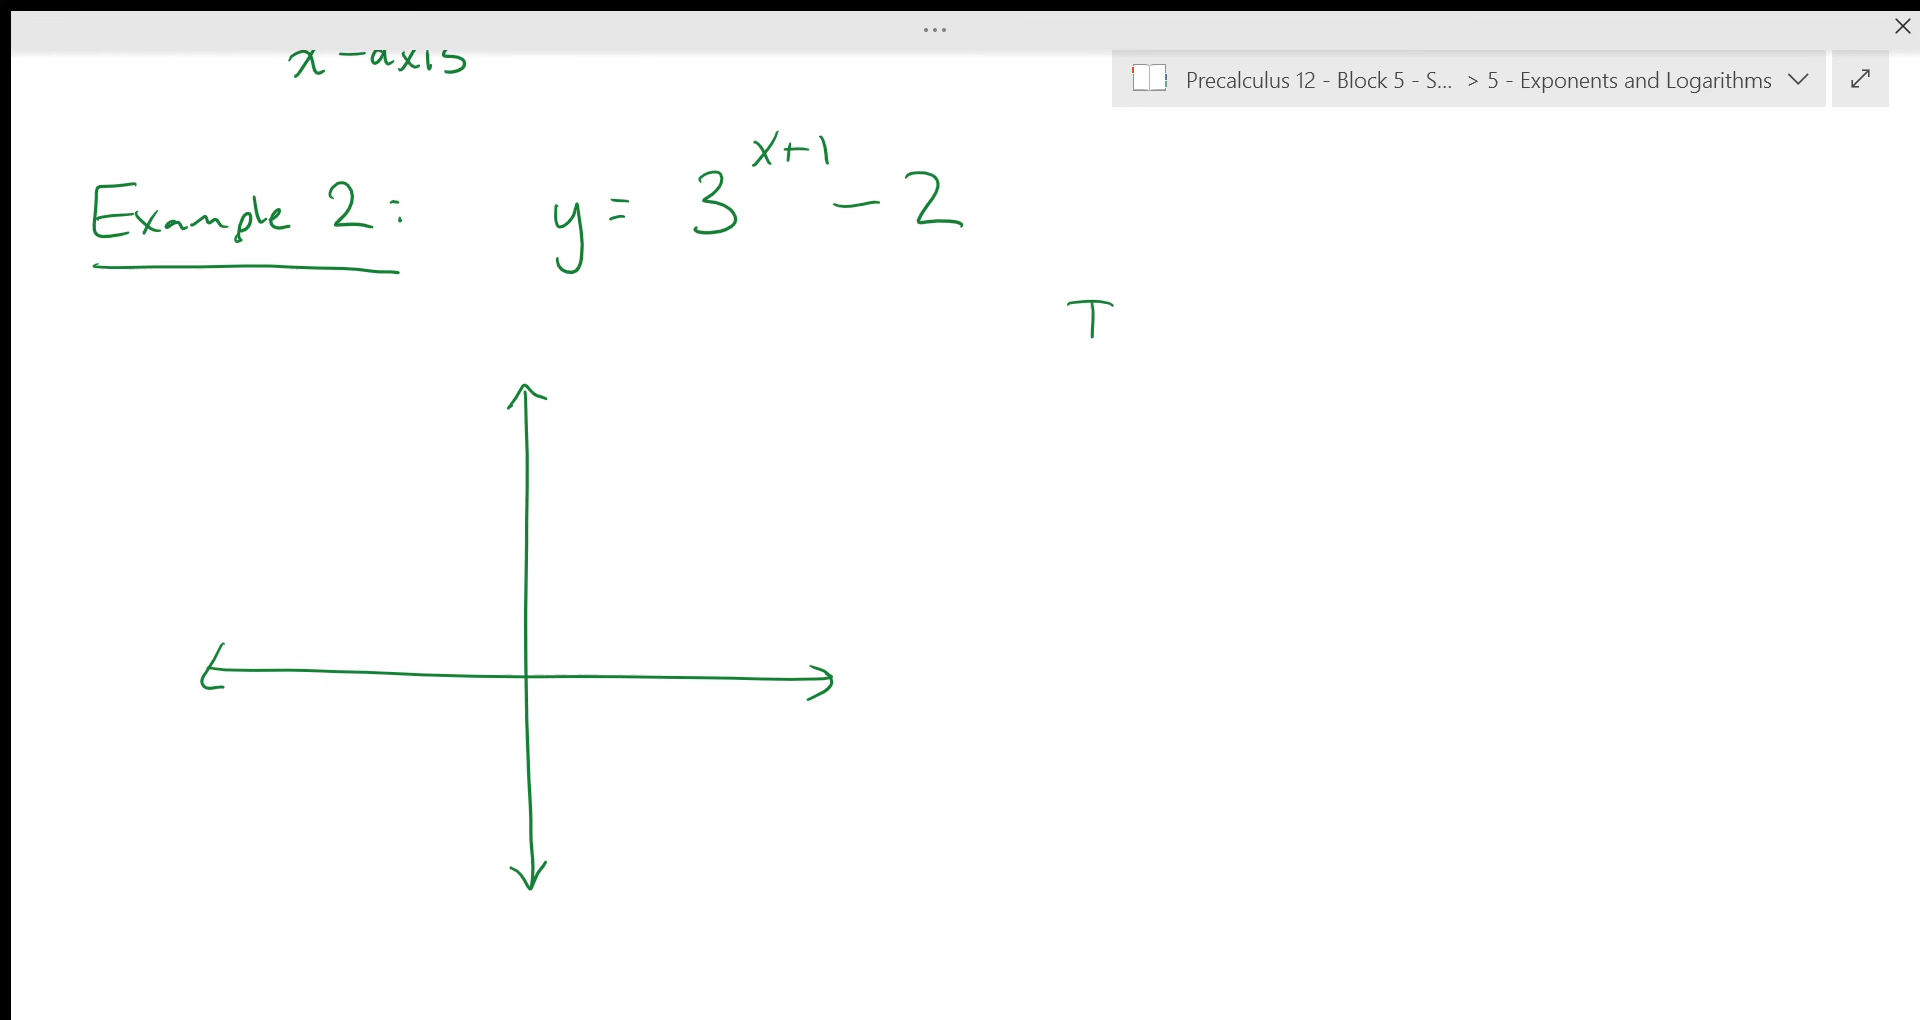 ...
x-axis
Precalculus 12 - Block 5 - S... > 5 - Exponents and Logarithms
Example 2: y = 3^{x+1} - 2
T